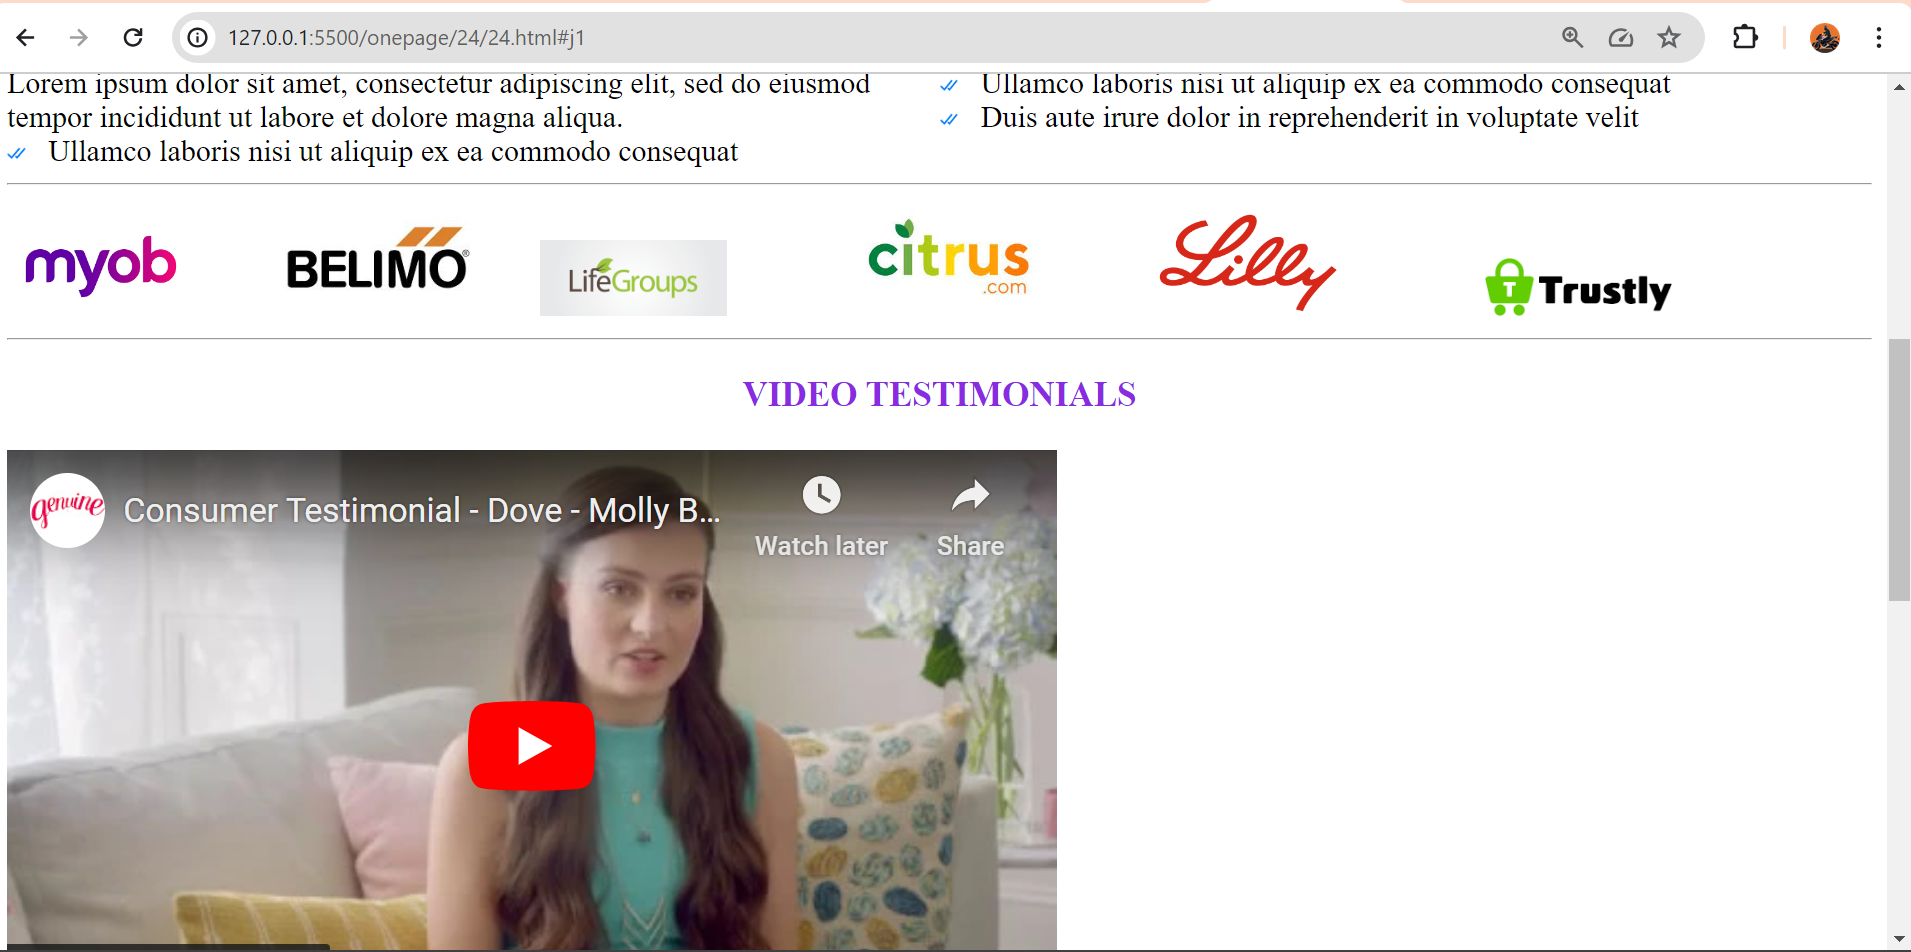 127.0.0.1:5500/onepage/24/24.html#j1
Lorem ipsum dolor sit amet, consectetur adipiscing elit, sed do eiusmod
tempor incididunt ut labore et dolore magna aliqua.
Ullamco laboris nisi ut aliquip ex ea commodo consequat
Ullamco laboris nisi ut aliquip ex ea commodo consequat
Duis aute irure dolor in reprehenderit in voluptate velit
myob
BELIMO®
LifeGroups
citrus
.com
Lilly
T Trustly
VIDEO TESTIMONIALS
genuine
Consumer Testimonial - Dove - Molly B...
Watch later
Share